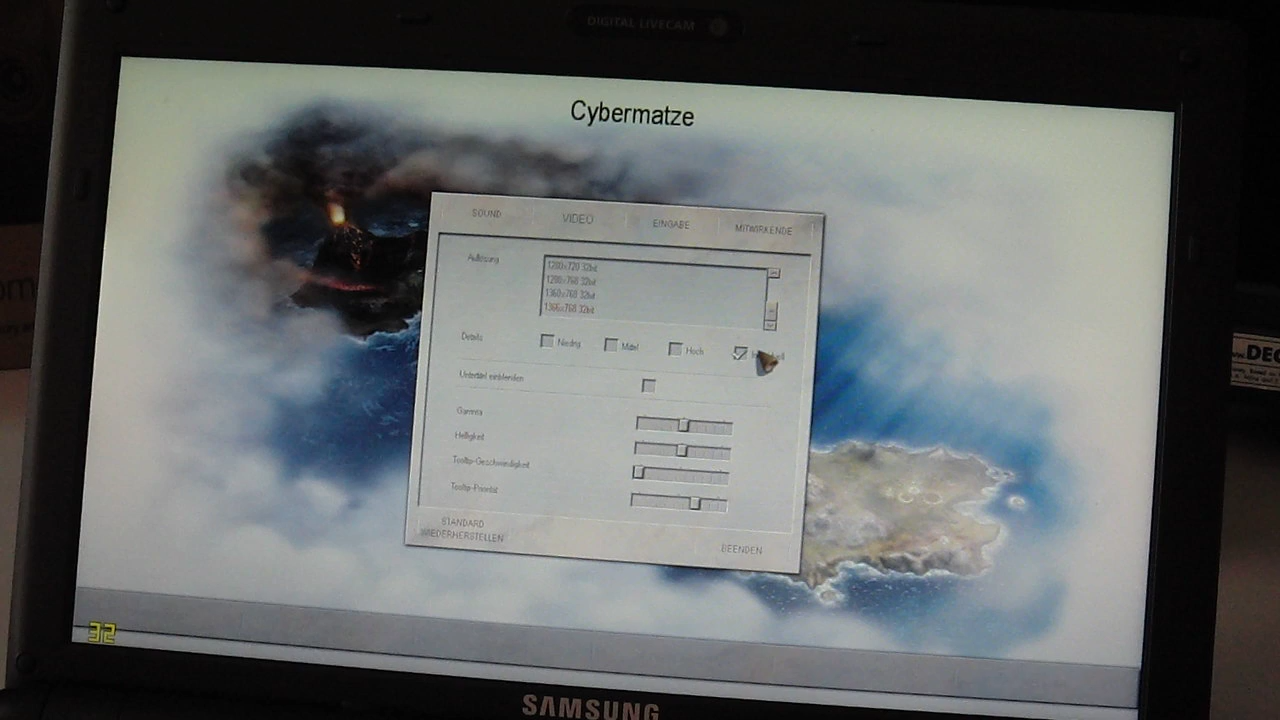 DIGITAL LIVECAM
Cybermatze
SOUND VIDEO EINGABE MITWIRKENDE
Auflösung
1280x720 32bit
1280x768 32bit
1360x768 32bit
1366x768 32bit
Details Niedrig Mittel Hoch
Untertitel einblenden
Gamma
Helligkeit
Tooltip-Geschwindigkeit
Tooltip-Priorität
STANDARD
WIEDERHERSTELLEN
BEENDEN
32
SAMSUNG